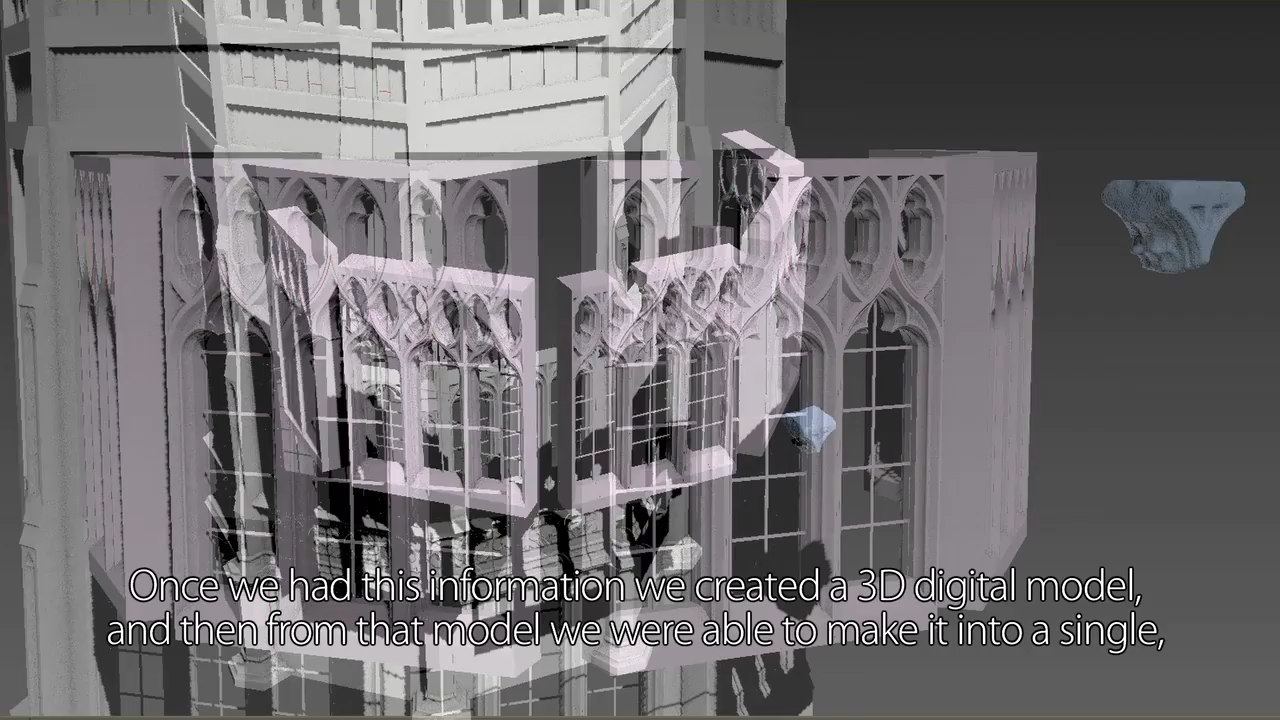 Once we had this information we created a 3D digital model,
and then from that model we were able to make it into a single,